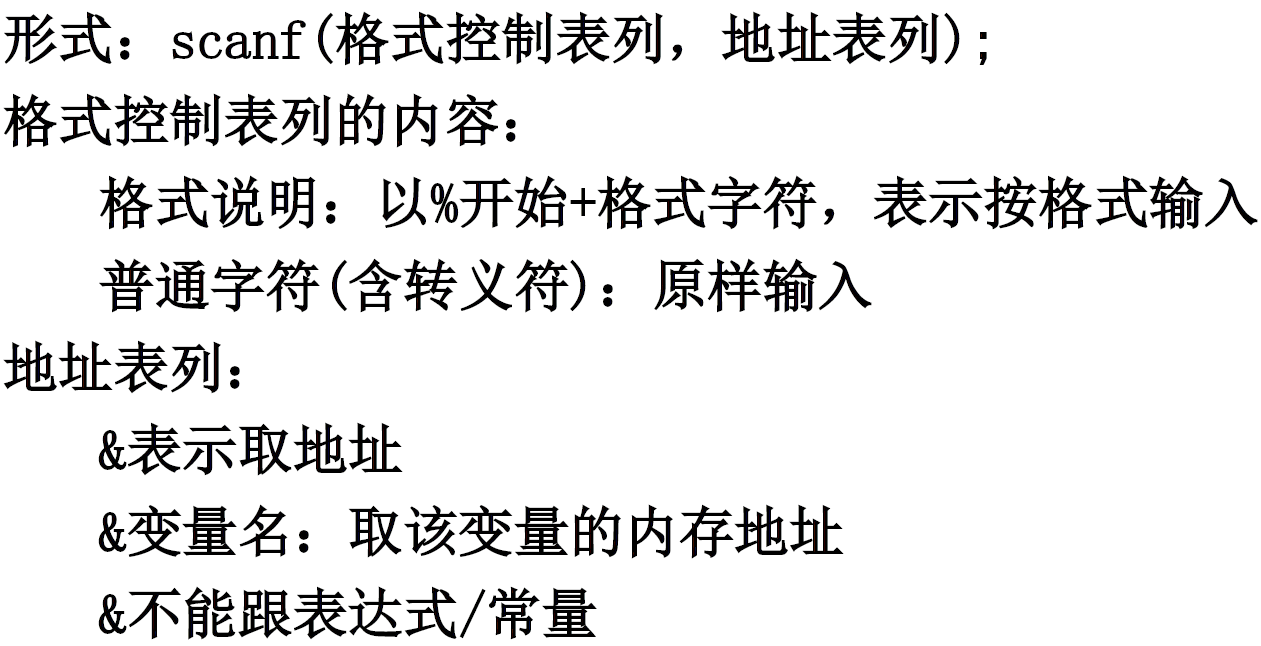 形式：scanf(格式控制表列，地址表列);
格式控制表列的内容：
格式说明：以%开始+格式字符，表示按格式输入
普通字符(含转义符)：原样输入
地址表列：
&表示取地址
&变量名：取该变量的内存地址
&不能跟表达式/常量